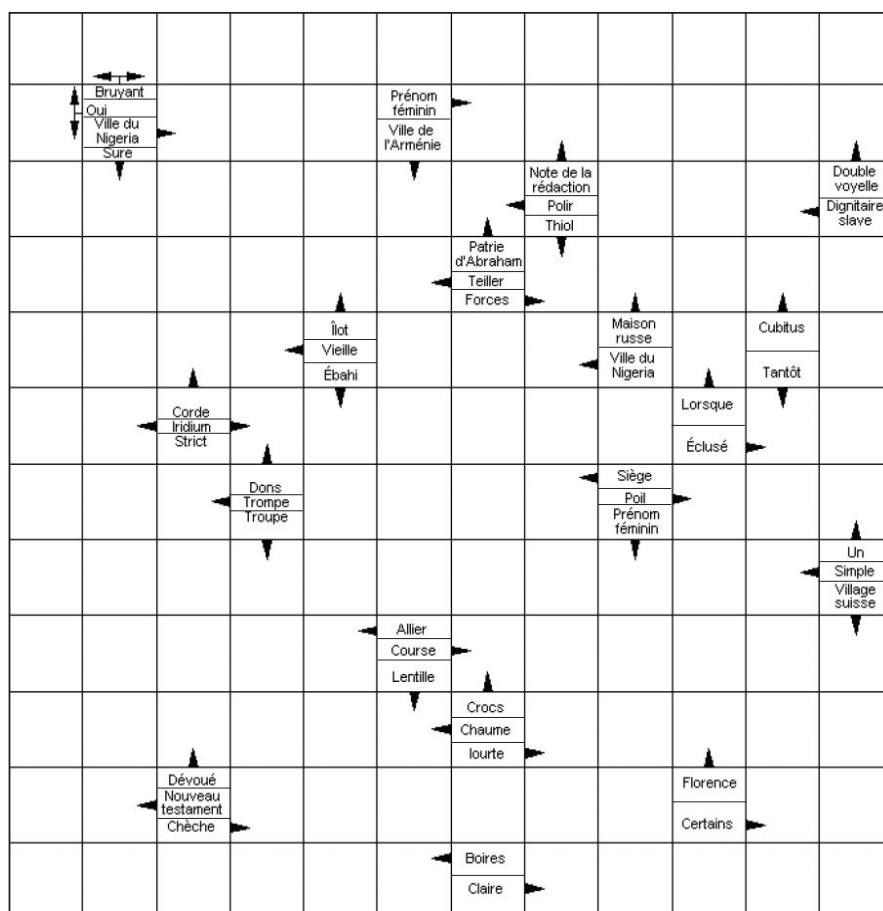 Bruyant
Oui
Ville du
Nigeria
Sure
Prénom
féminin
Ville de
l'Arménie
Note de la
rédaction
Polir
Thiol
Double
voyelle
Dignitaire
slave
Patrie
d'Abraham
Teiller
Forces
Îlot
Vieille
Ébahi
Maison
russe
Ville du
Nigeria
Cubitus
Tantôt
Corde
Iridium
Strict
Lorsque
Éclusé
Dons
Trompe
Troupe
Siège
Poil
Prénom
féminin
Un
Simple
Village
suisse
Allier
Course
Lentille
Crocs
Chaume
Iourte
Dévoué
Nouveau
testament
Chèche
Florence
Certains
Boires
Claire